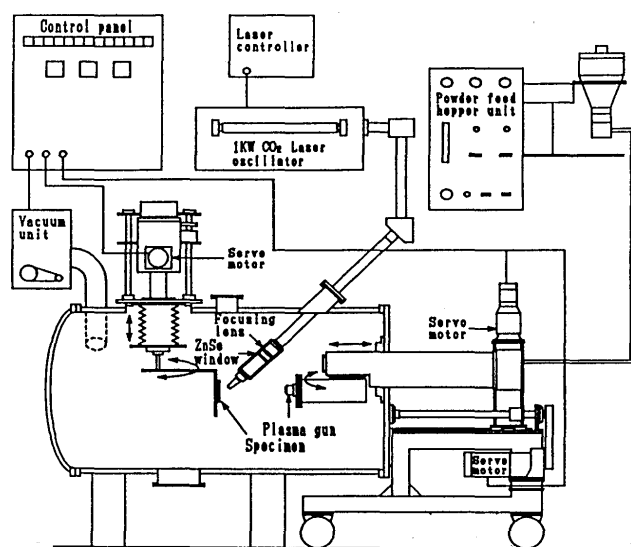 Control panel
Laser
controller
Powder feed
hopper unit
1KW CO₂ Laser
oscillator
Vacuum
unit
Servo
motor
Focusing
lens
ZnSe
window
Servo
motor
Plasma gun
Specimen
Servo
motor